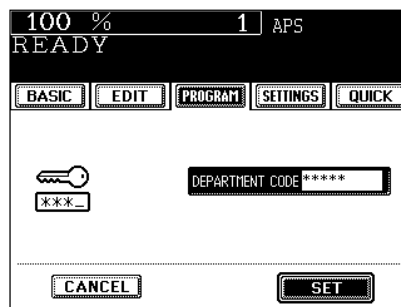 100 % 1 APS
READY
BASIC EDIT PROGRAM SETTINGS QUICK
DEPARTMENT CODE *****
***_
CANCEL SET